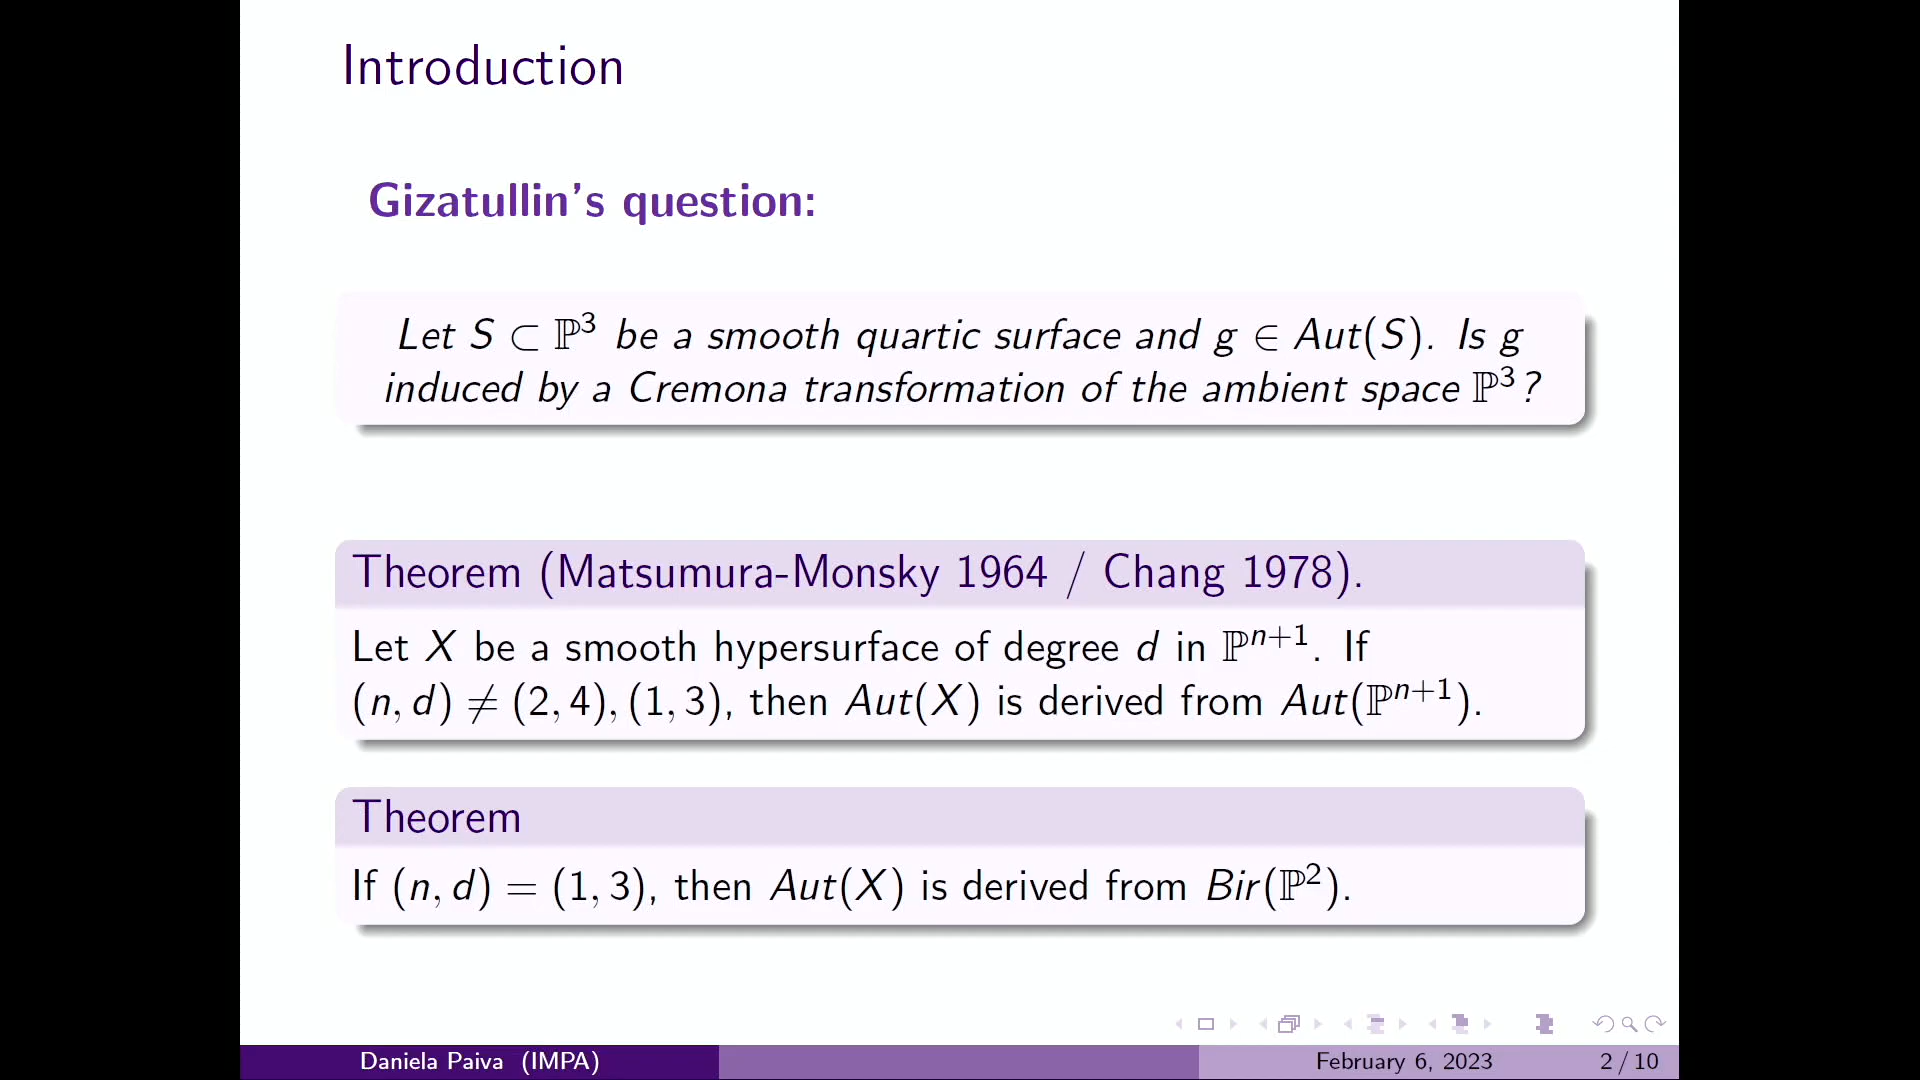 Introduction
Gizatullin's question:
Let S ⊂ ℙ³ be a smooth quartic surface and g ∈ Aut(S). Is g
induced by a Cremona transformation of the ambient space ℙ³?
Theorem (Matsumura-Monsky 1964 / Chang 1978).
Let X be a smooth hypersurface of degree d in ℙⁿ⁺¹. If
(n, d) ≠ (2, 4), (1, 3), then Aut(X) is derived from Aut(ℙⁿ⁺¹).
Theorem
If (n, d) = (1, 3), then Aut(X) is derived from Bir(ℙ²).
Daniela Paiva (IMPA) February 6, 2023 2 / 10